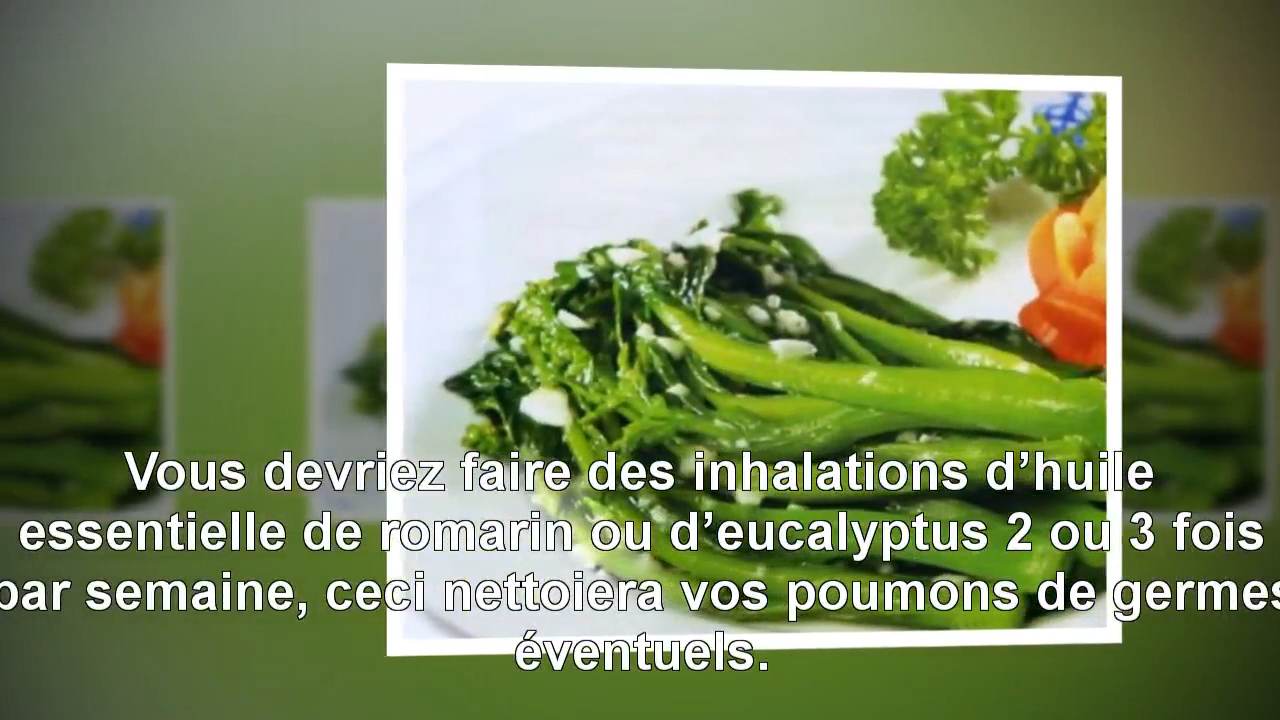 Vous devriez faire des inhalations d’huile
essentielle de romarin ou d’eucalyptus 2 ou 3 fois
par semaine, ceci nettoiera vos poumons de germes
éventuels.